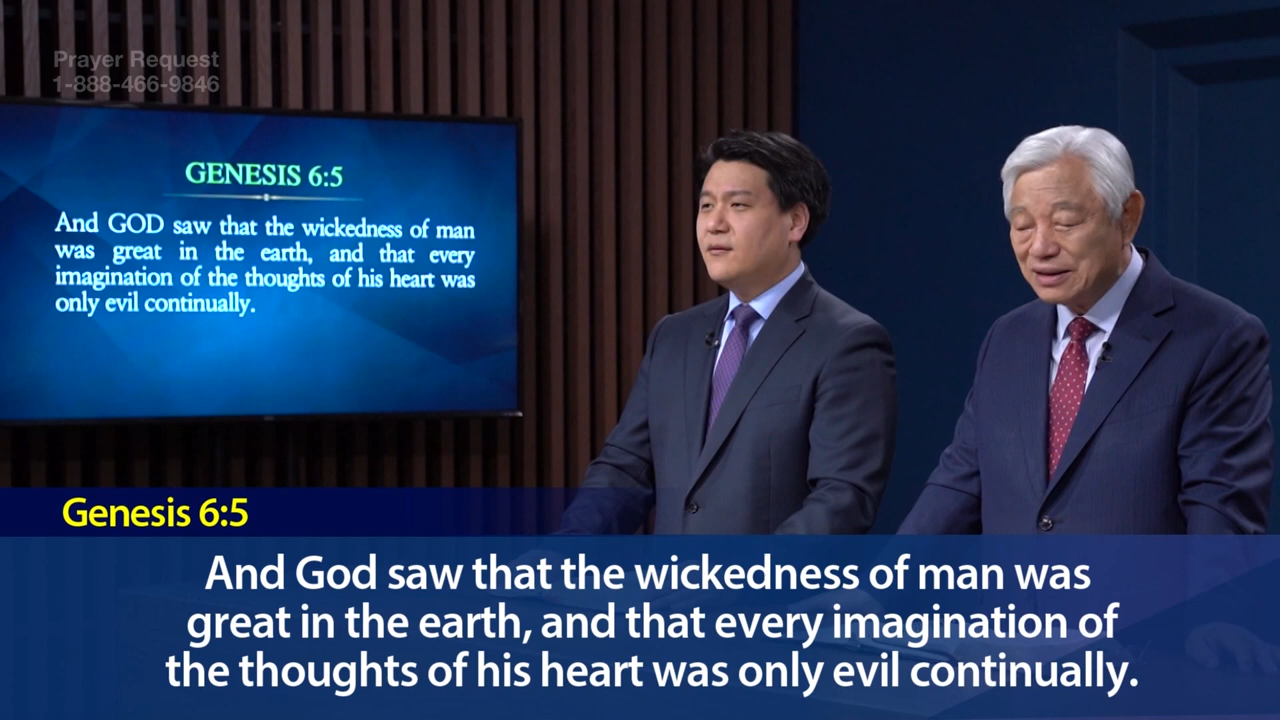 Prayer Request
1-888-466-9846
GENESIS 6:5
And GOD saw that the wickedness of man
was great in the earth, and that every
imagination of the thoughts of his heart was
only evil continually.
Genesis 6:5
And God saw that the wickedness of man was
great in the earth, and that every imagination of
the thoughts of his heart was only evil continually.